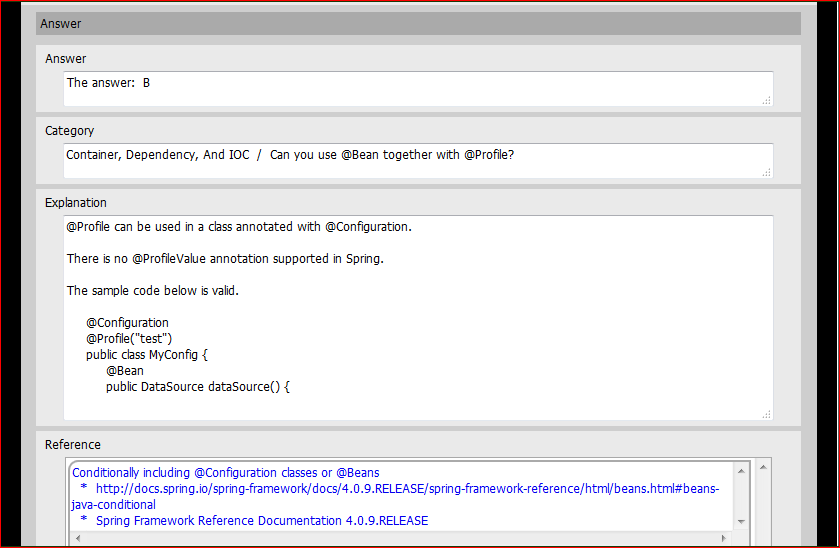 Answer
Answer
The answer:  B
Category
Container, Dependency, And IOC  /  Can you use @Bean together with @Profile?
Explanation
@Profile can be used in a class annotated with @Configuration.
There is no @ProfileValue annotation supported in Spring.
The sample code below is valid.
@Configuration
@Profile("test")
public class MyConfig {
@Bean
public DataSource dataSource() {
Reference
Conditionally including @Configuration classes or @Beans
*  http://docs.spring.io/spring-framework/docs/4.0.9.RELEASE/spring-framework-reference/html/beans.html#beans-
java-conditional
*  Spring Framework Reference Documentation 4.0.9.RELEASE